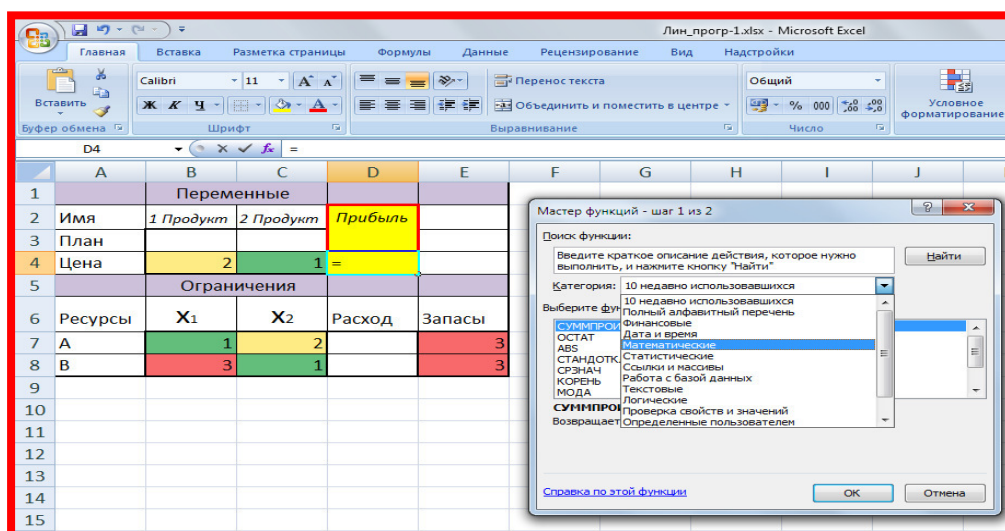 Лин_прогр-1.xlsx - Microsoft Excel
Главная Вставка Разметка страницы Формулы Данные Рецензирование Вид Надстройки
Вставить
Calibri 11 A A
Перенос текста
Общий
Ж К Ч A
Объединить и поместить в центре
% 000 ,00
Условное
форматирование
Буфер обмена Шрифт Выравнивание Число
D4 fx =
A B C D E F G H I J
1 Переменные
2 Имя 1 Продукт 2 Продукт Прибыль
3 План
4 Цена 2 1 =
5 Ограничения
6 Ресурсы X1 X2 Расход Запасы
7 A 1 2 3
8 B 3 1 3
9
10
11
12
13
14
15
Мастер функций - шаг 1 из 2
Поиск функции:
Введите краткое описание действия, которое нужно
выполнить, и нажмите кнопку "Найти"
Найти
Категория: 10 недавно использовавшихся
10 недавно использовавшихся
Полный алфавитный перечень
Финансовые
Дата и время
Математические
Статистические
Ссылки и массивы
Работа с базой данных
Текстовые
Логические
Проверка свойств и значений
Определенные пользователем
Выберите
ОСТАТ
ABS
СРЗНАЧ
КОРЕНЬ
МОДА
Возвращает
Справка по этой функции
OK Отмена